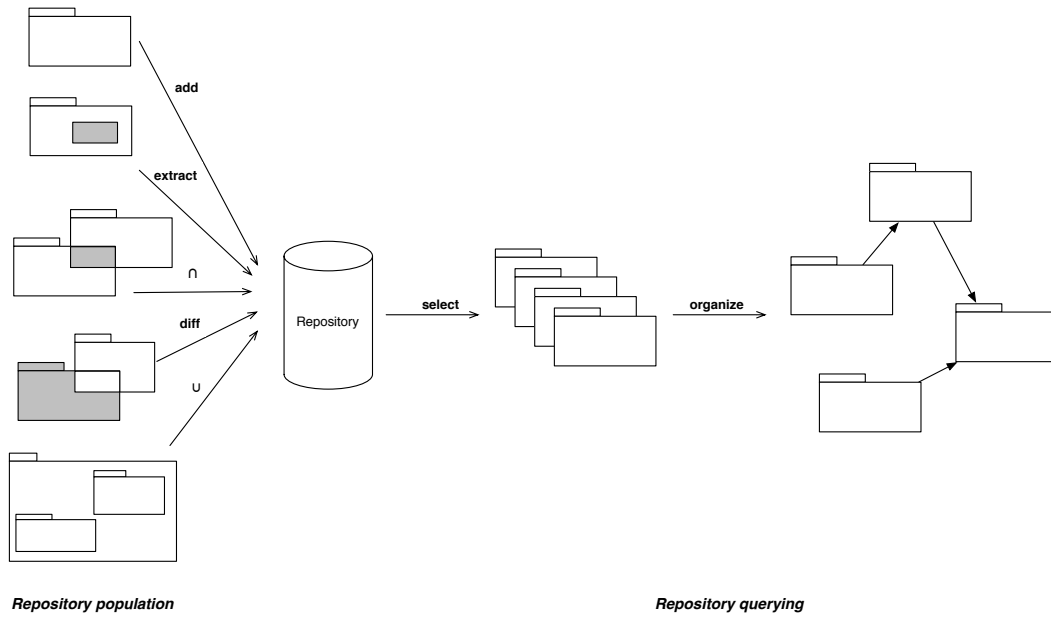 add
extract
∩
diff
∪
Repository
select
organize
Repository population
Repository querying